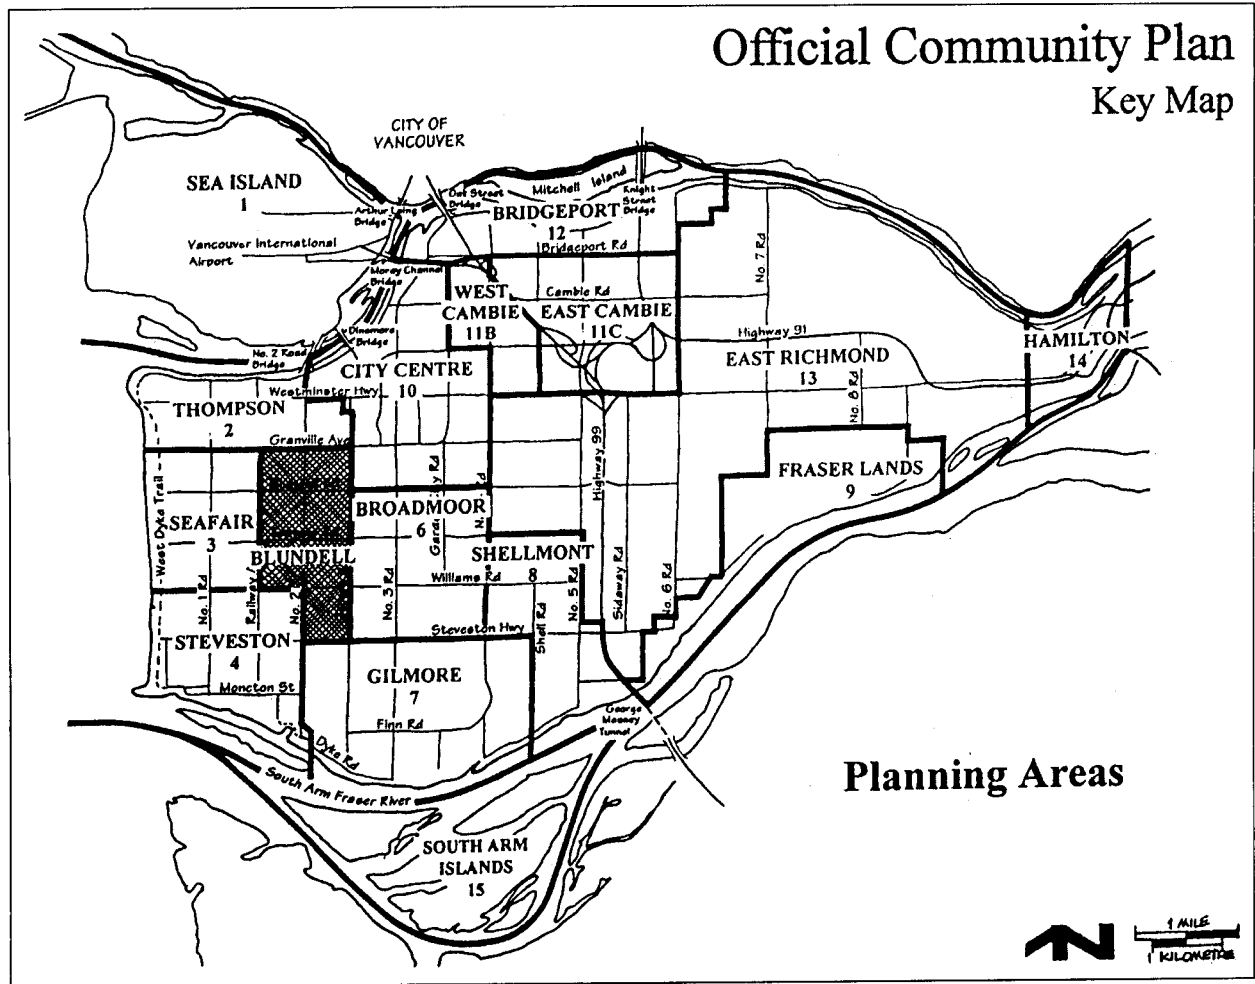 Official Community Plan
Key Map
CITY OF
VANCOUVER
SEA ISLAND
1
Arthur Laing
Bridge
Oak Street
Bridge
Mitchell Island
Knight
Street
Bridge
BRIDGEPORT
12
Bridgeport Rd
Vancouver International
Airport
Moray Channel
Bridge
No. 7 Rd
WEST
CAMBIE
11B
Cambie Rd
EAST CAMBIE
11C
Dinsmore
Bridge
No. 2 Road
Bridge
Highway 91
EAST RICHMOND
13
HAMILTON
14
CITY CENTRE
10
Westminster Hwy
No. 8 Rd
THOMPSON
2
Granville Ave
Highway 99
FRASER LANDS
9
West Dyke Trail
SEAFAIR
3
BROADMOOR
6
BLUNDELL
SHELLMONT
8
Williams Rd
No. 1 Rd
Railway
No. 2
No. 3 Rd
Shell Rd
No. 5 Rd
Sidaway Rd
No. 6 Rd
Steveston Hwy
STEVESTON
4
Moncton St
GILMORE
7
Finn Rd
Dyke Rd
George
Massey
Tunnel
South Arm Fraser River
Planning Areas
SOUTH ARM
ISLANDS
15
N
1 MILE
1 KILOMETRE